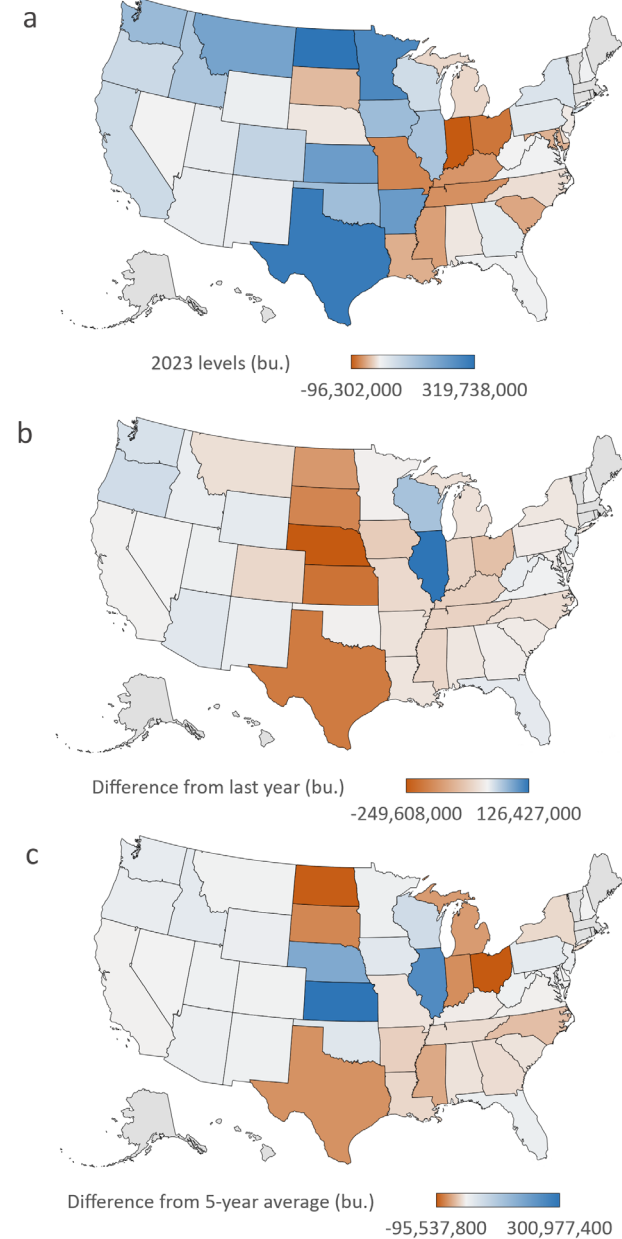 a
2023 levels (bu.)
-96,302,000 319,738,000
b
Difference from last year (bu.)
-249,608,000 126,427,000
c
Difference from 5-year average (bu.)
-95,537,800 300,977,400